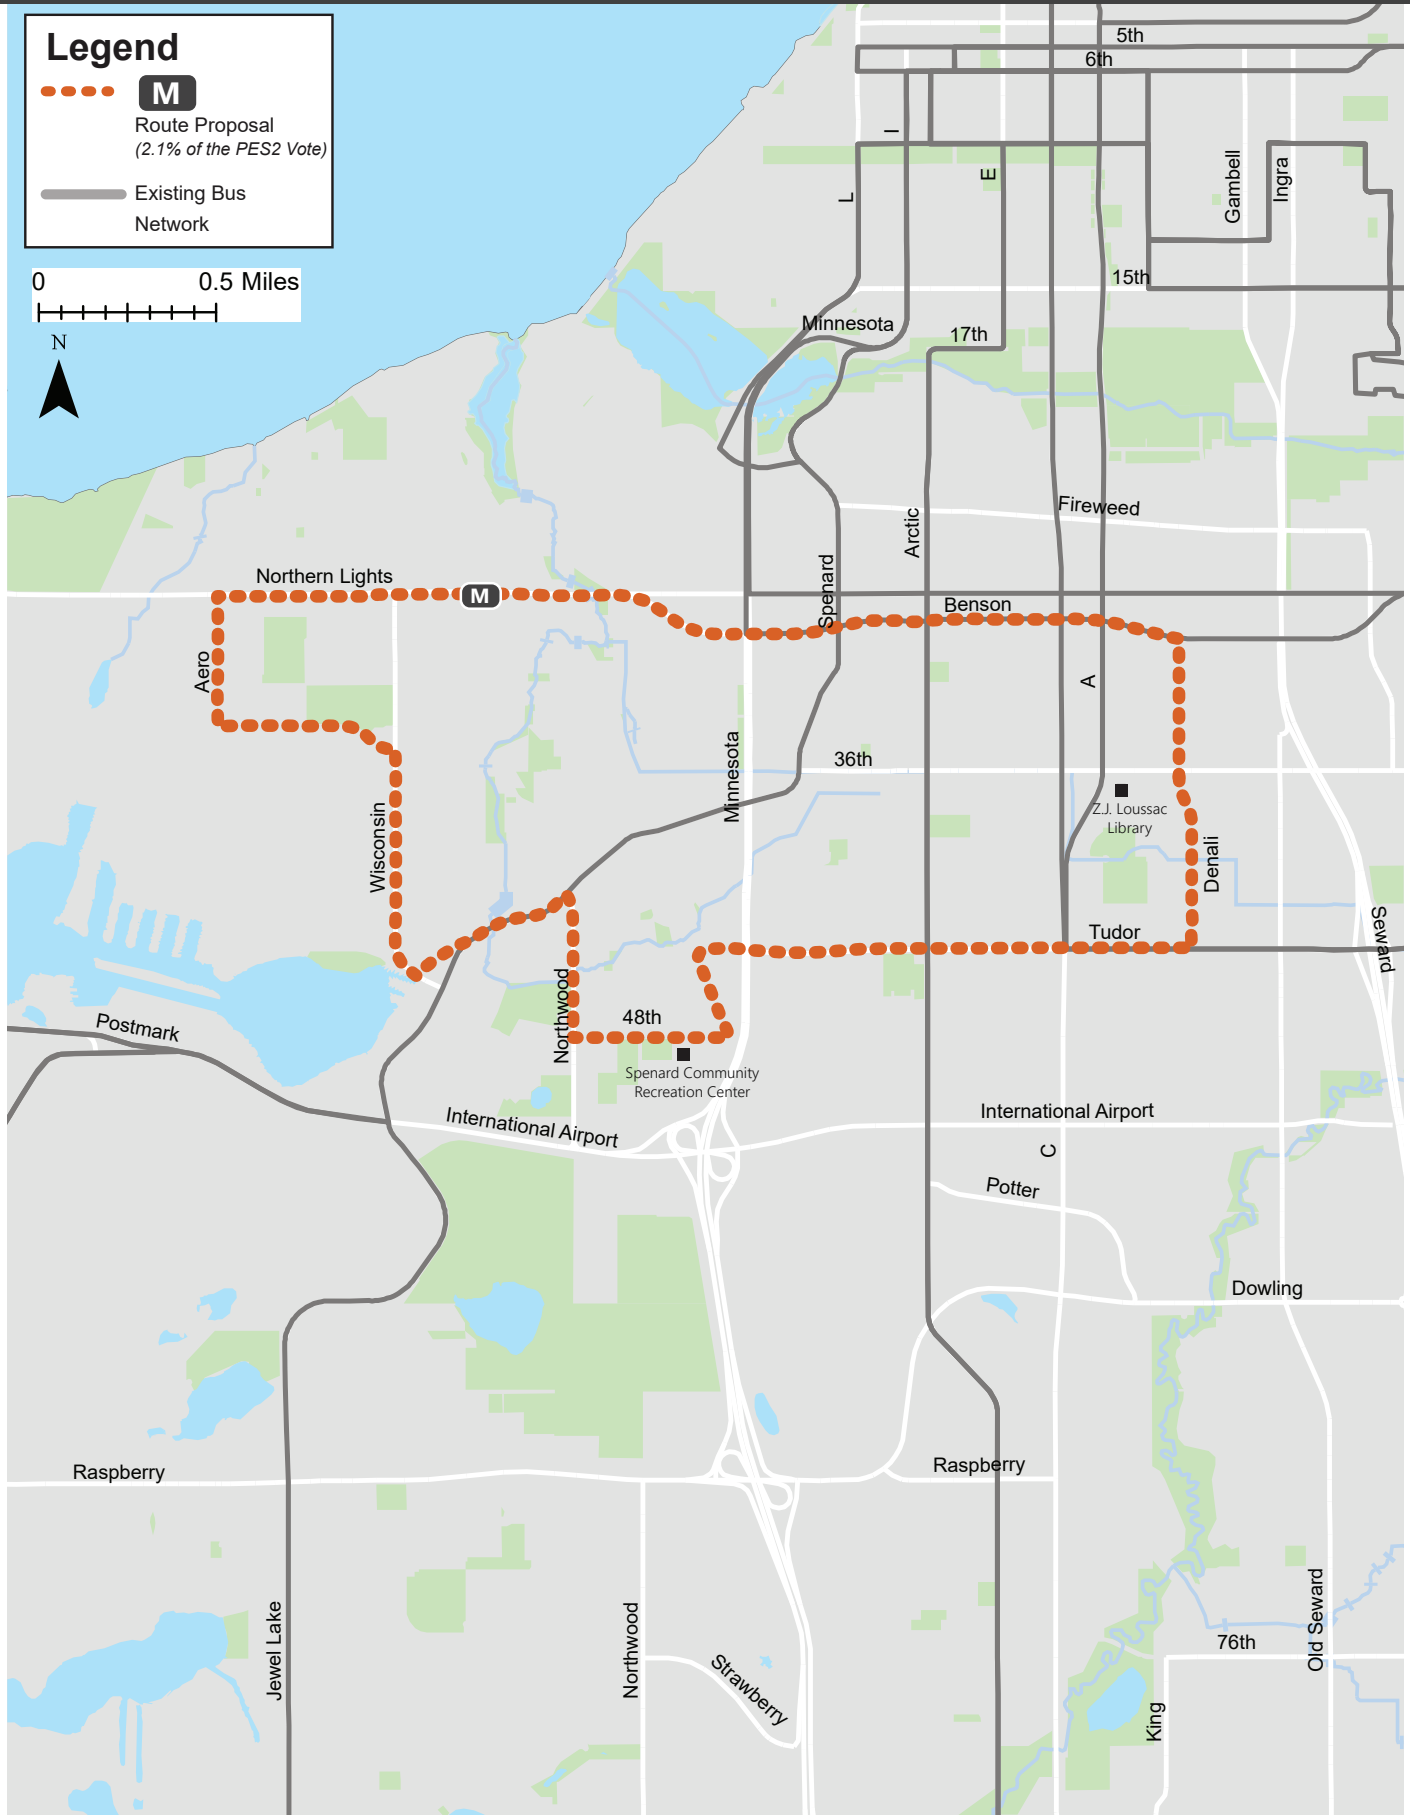 Legend
M
Route Proposal
(2.1% of the PES2 Vote)
Existing Bus
Network
0
0.5 Miles
N
5th
6th
I
L
E
Gambell
Ingra
15th
Minnesota
17th
Fireweed
Arctic
Spenard
Northern Lights
M
Benson
Aero
A
Minnesota
36th
Z.J. Loussac
Library
Wisconsin
Denali
Tudor
Seward
Northwood
48th
Spenard Community
Recreation Center
Postmark
International Airport
International Airport
C
Potter
Dowling
Raspberry
Raspberry
Jewel Lake
Northwood
Strawberry
King
76th
Old Seward